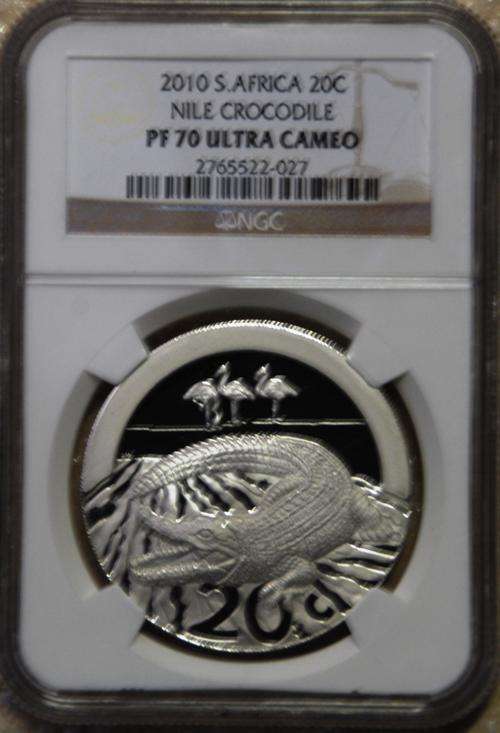 2010 S.AFRICA 20C
NILE CROCODILE
PF 70 ULTRA CAMEO
2765522-027
NGC
20c